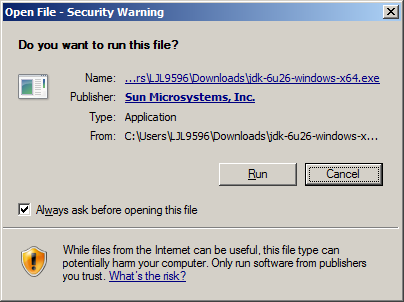 Open File - Security Warning
Do you want to run this file?
Name: ...rs\LJL9596\Downloads\jdk-6u26-windows-x64.exe
Publisher: Sun Microsystems, Inc.
Type: Application
From: C:\Users\LJL9596\Downloads\jdk-6u26-windows-x...
Run Cancel
Always ask before opening this file
While files from the Internet can be useful, this file type can
potentially harm your computer. Only run software from publishers
you trust. What's the risk?